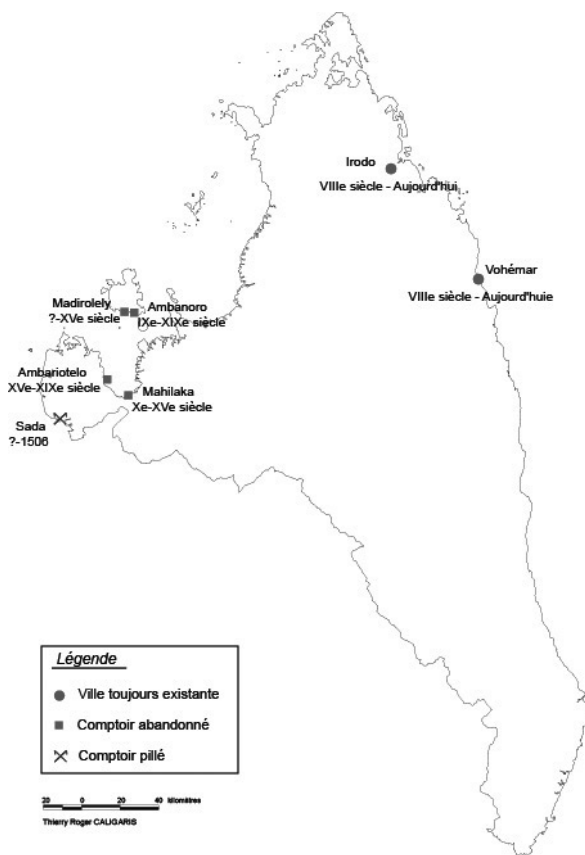 Irodo
VIIIe siècle - Aujourd'hui
Vohémar
VIIIe siècle - Aujourd'huie
Madirolely
?-XVe siècle
Ambanoro
IXe-XIXe siècle
Ambariotelo
XVe-XIXe siècle
Mahilaka
Xe-XVe siècle
Sada
?-1506
Légende
Ville toujours existante
Comptoir abandonné
Comptoir pillé
20 0 20 40 kilomètres
Thierry Roger CALIGARIS